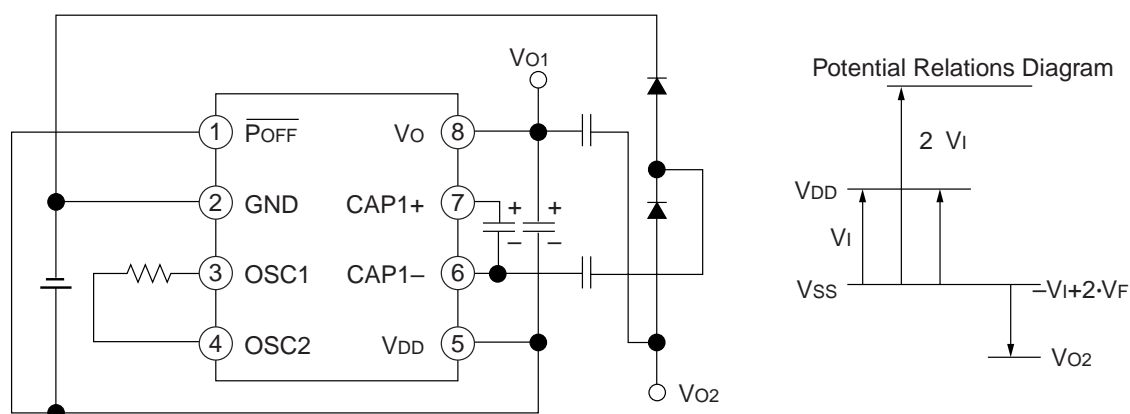 VO1
Potential Relations Diagram
1 POFF VO 8
2 GND CAP1+ 7
3 OSC1 CAP1– 6
4 OSC2 VDD 5
+ +
– –
VO2
2 VI
VDD
VI
VSS
–VI+2·VF
VO2